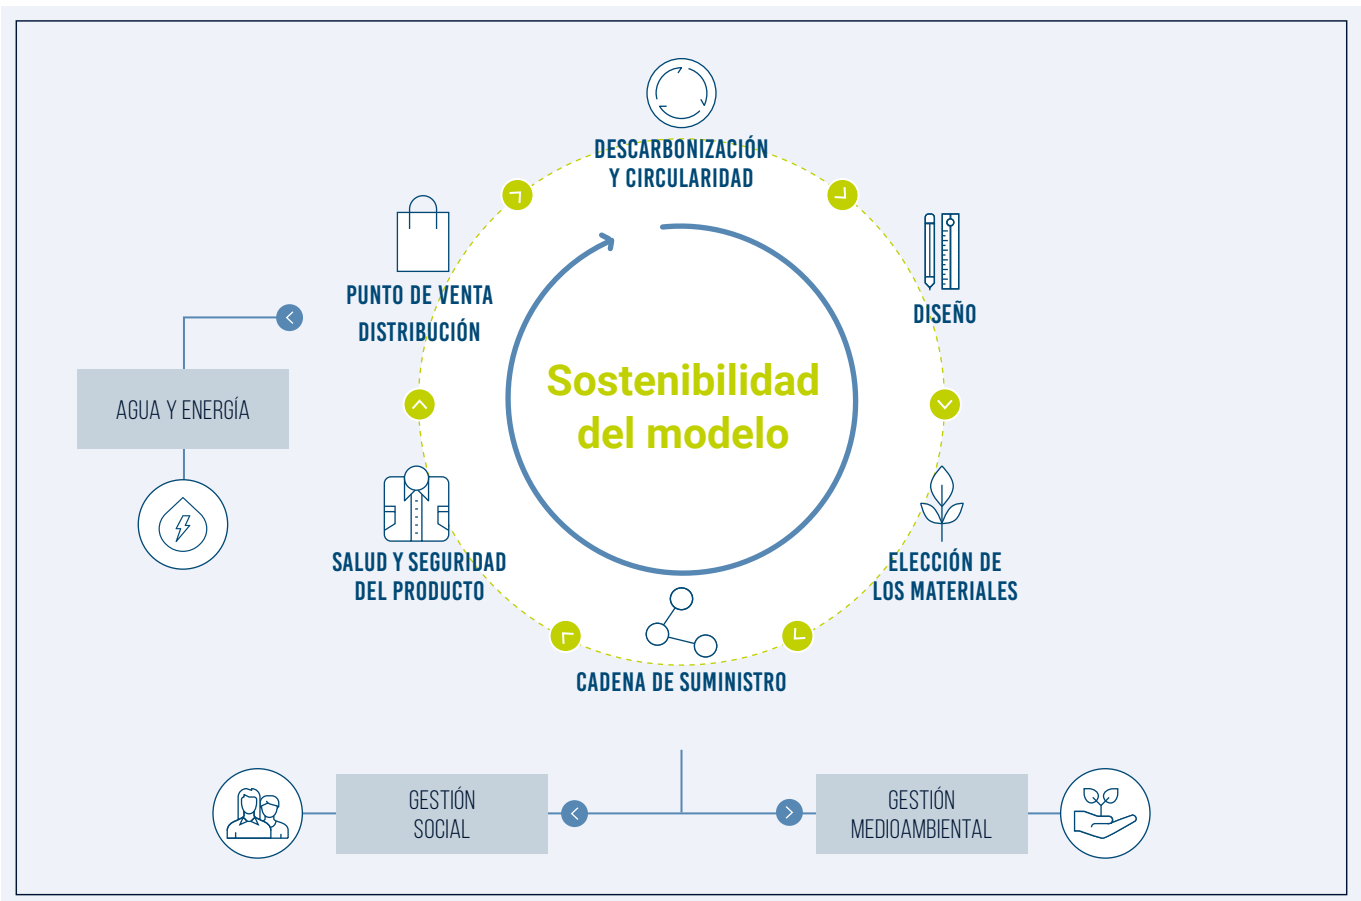 DESCARBONIZACIÓN
Y CIRCULARIDAD
PUNTO DE VENTA
DISTRIBUCIÓN
DISEÑO
Sostenibilidad
del modelo
AGUA Y ENERGÍA
SALUD Y SEGURIDAD
DEL PRODUCTO
ELECCIÓN DE
LOS MATERIALES
CADENA DE SUMINISTRO
GESTIÓN
SOCIAL
GESTIÓN
MEDIOAMBIENTAL